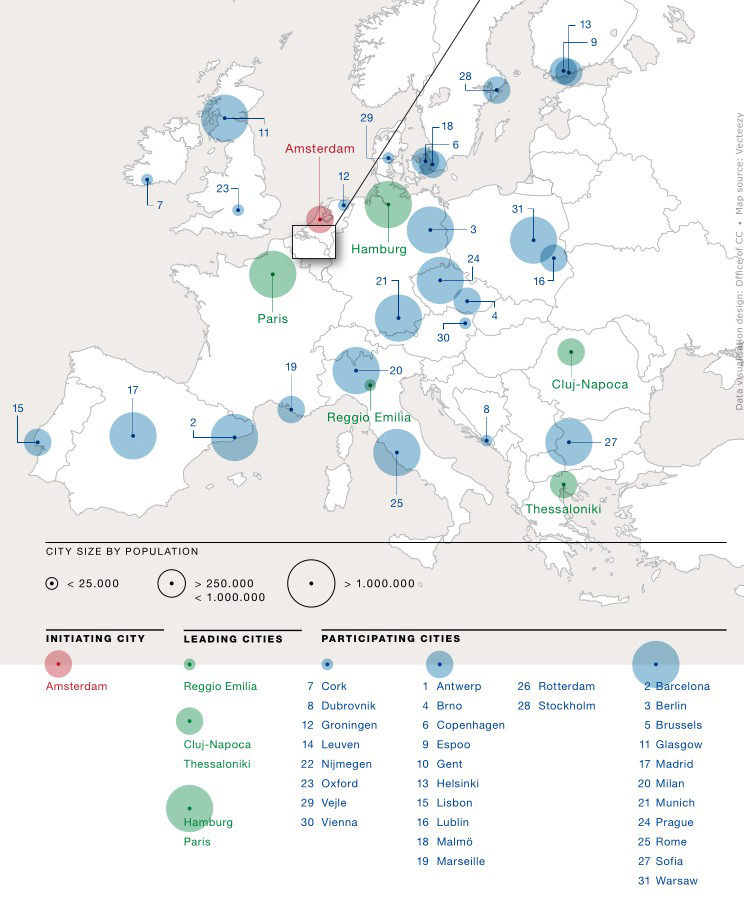 13
9
28
29
18
6
11
Amsterdam
12
23
7
31
3
Hamburg
24
16
21
4
Paris
30
Cluj-Napoca
20
19
Reggio Emilia
17
15
8
2
27
25
Thessaloniki
Data visualisation design: Office of CC • Map source: Vecteezy
CITY SIZE BY POPULATION
< 25.000
> 250.000
< 1.000.000
> 1.000.000
INITIATING CITY
LEADING CITIES
PARTICIPATING CITIES
Amsterdam
Reggio Emilia
Cluj-Napoca
Thessaloniki
Hamburg
Paris
7 Cork
8 Dubrovnik
12 Groningen
14 Leuven
22 Nijmegen
23 Oxford
29 Vejle
30 Vienna
1 Antwerp
4 Brno
6 Copenhagen
9 Espoo
10 Gent
13 Helsinki
15 Lisbon
16 Lublin
18 Malmö
19 Marseille
26 Rotterdam
28 Stockholm
2 Barcelona
3 Berlin
5 Brussels
11 Glasgow
17 Madrid
20 Milan
21 Munich
24 Prague
25 Rome
27 Sofia
31 Warsaw